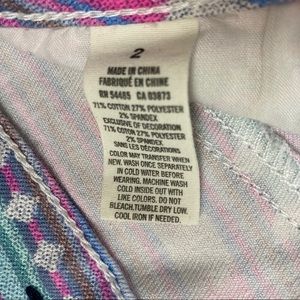 2
MADE IN CHINA
FABRIQUÉ EN CHINE
RN 54485 CA 03873
71% COTTON 27% POLYESTER
2% SPANDEX
EXCLUSIVE OF DECORATION
71% COTTON 27% POLYESTER
2% SPANDEX
SANS LES DÉCORATIONS
COLOR MAY TRANSFER WHEN
NEW. WASH ONCE SEPARATELY
IN COLD WATER BEFORE
WEARING. MACHINE WASH
COLD INSIDE OUT WITH
LIKE COLORS. DO NOT
BLEACH.TUMBLE DRY LOW.
COOL IRON IF NEEDED.